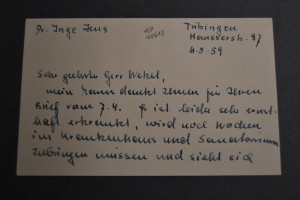 Dr. Inge Jens
Tübingen
Hausserstr. 97
4.9.59
Sehr geehrter Herr
mein Mann dankt Ihnen für Ihren
Brief vom 7.4. Er ist leider sehr ernst-
haft erkrankt, wird noch Wochen
im Krankenhaus und Sanatorium
zubringen müssen und sieht sich